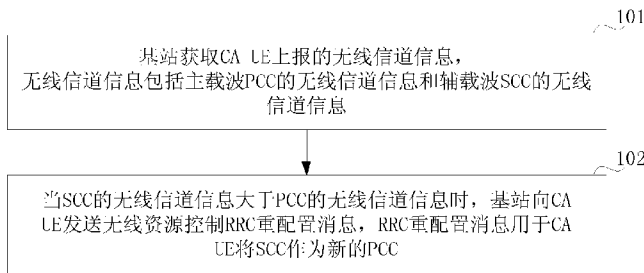 101
基站获取CA UE上报的无线信道信息，
无线信道信息包括主载波PCC的无线信道信息和辅载波SCC的无线
信道信息
102
当SCC的无线信道信息大于PCC的无线信道信息时，基站向CA
UE发送无线资源控制RRC重配置消息，RRC重配置消息用于CA
UE将SCC作为新的PCC